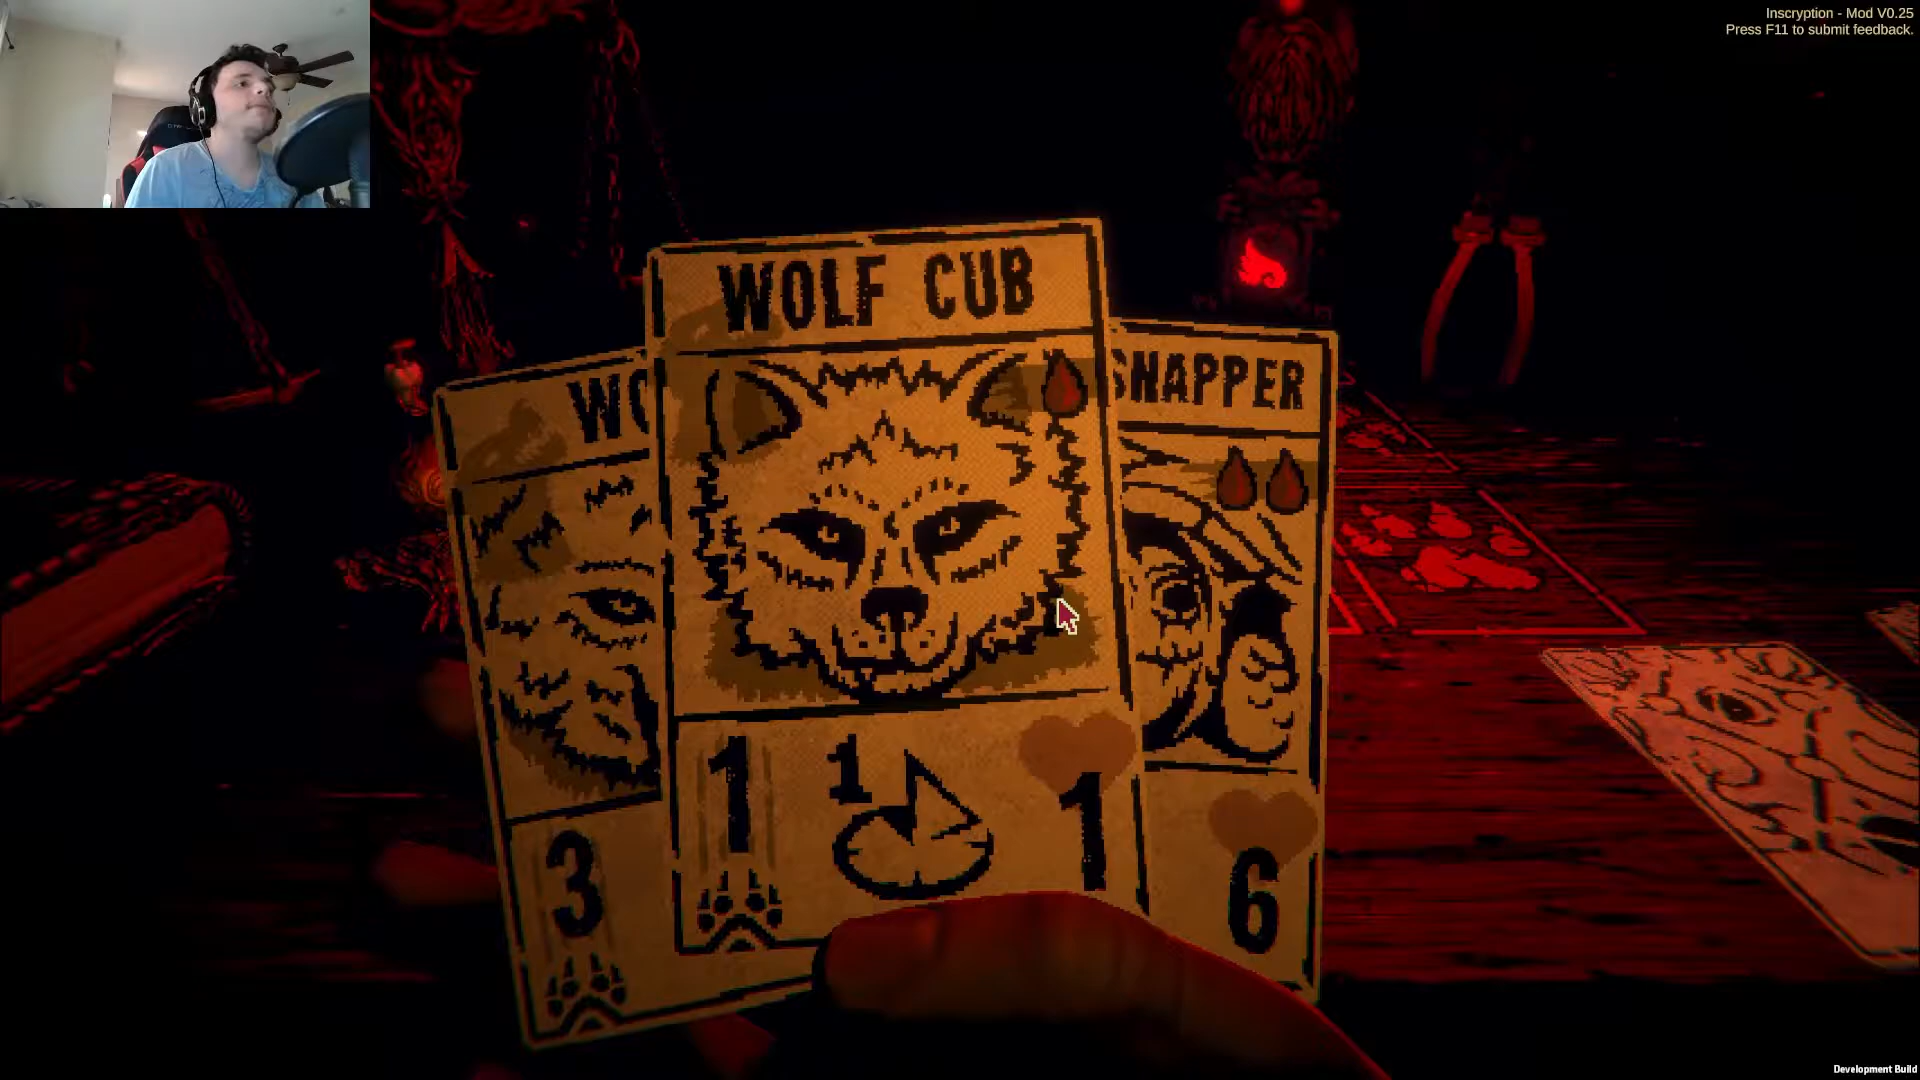 Inscryption - Mod V0.25
Press F11 to submit feedback.
WOLF CUB
WO
SNAPPER
1
1
1
3
6
Development Build